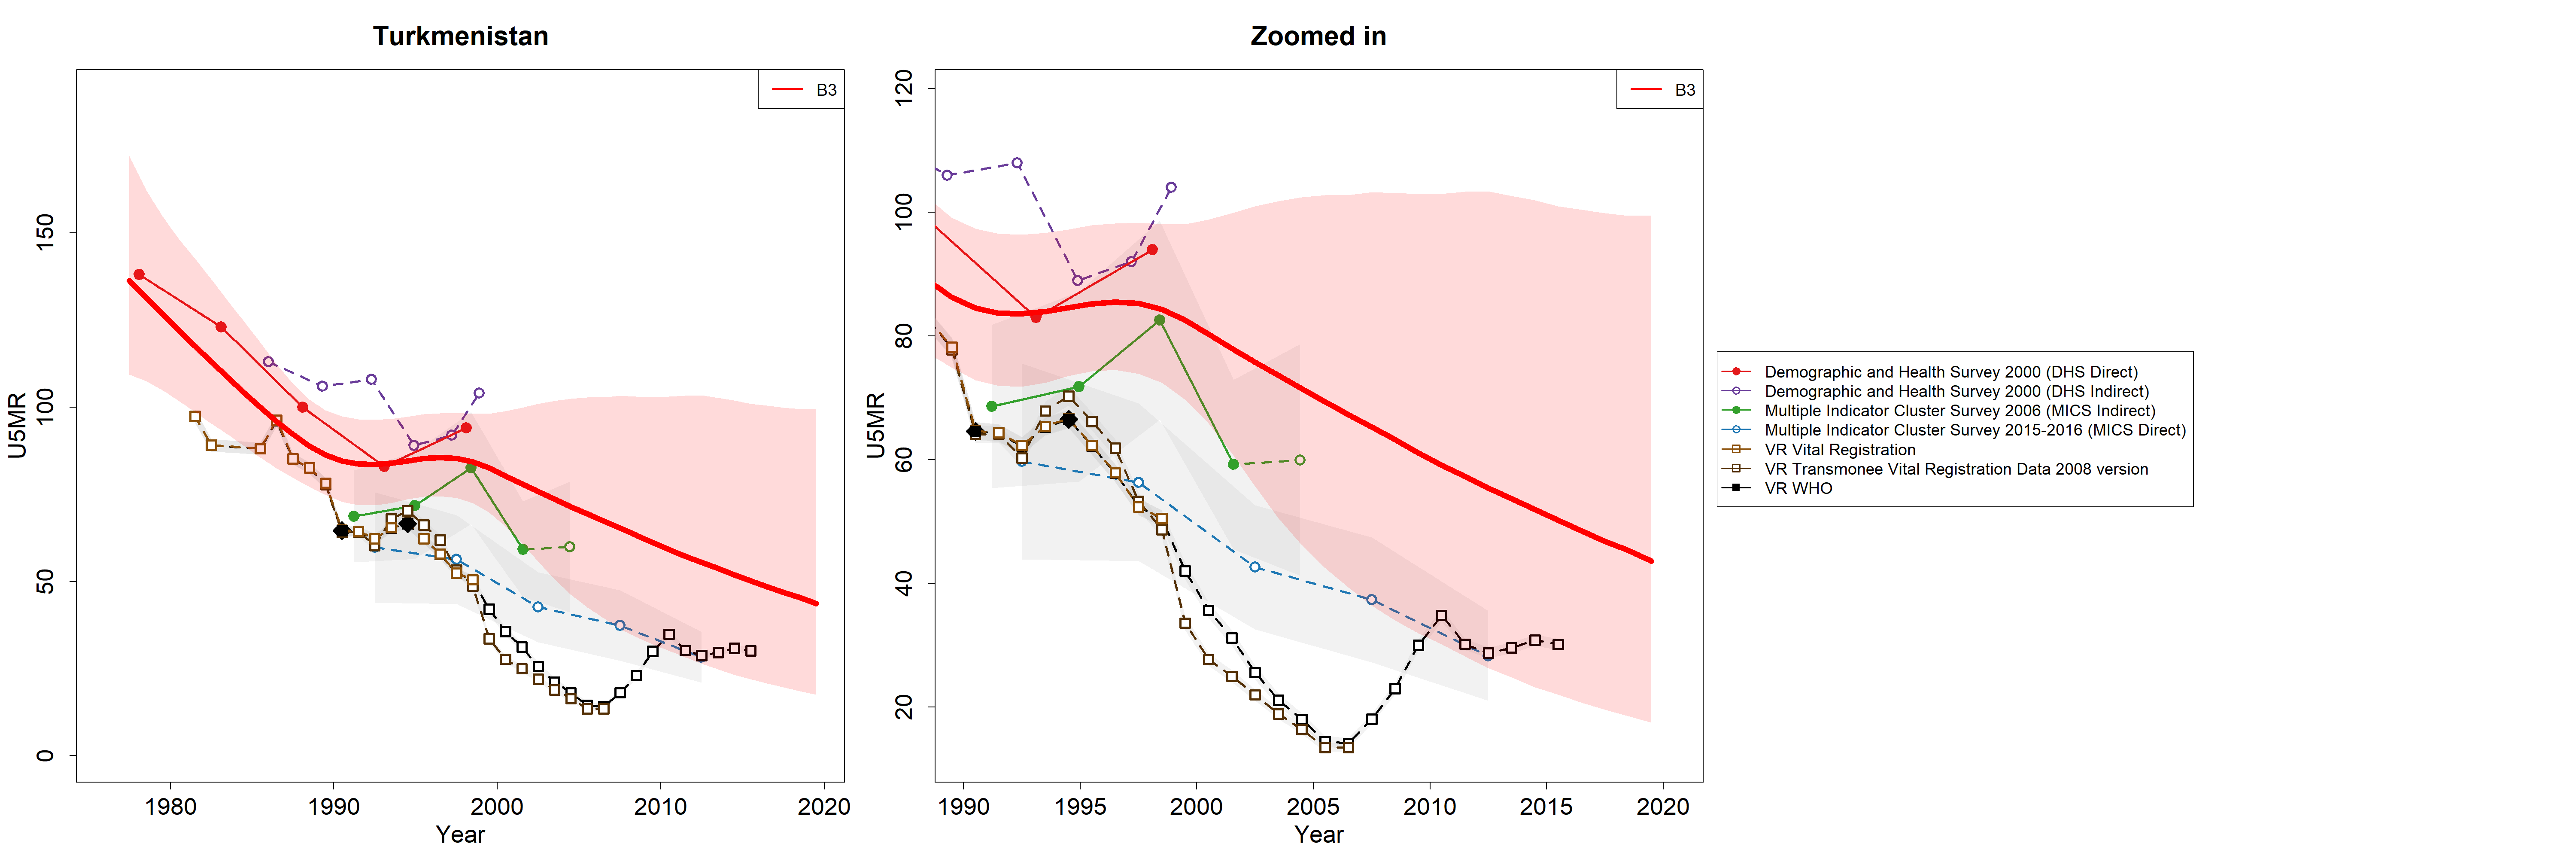 Turkmenistan
B3
U5MR
150
100
50
0
1980
1990
2000
2010
2020
Year
Zoomed in
B3
U5MR
120
100
80
60
40
20
1990
1995
2000
2005
2010
2015
2020
Year
Demographic and Health Survey 2000 (DHS Direct)
Demographic and Health Survey 2000 (DHS Indirect)
Multiple Indicator Cluster Survey 2006 (MICS Indirect)
Multiple Indicator Cluster Survey 2015-2016 (MICS Direct)
VR Vital Registration
VR Transmonee Vital Registration Data 2008 version
VR WHO